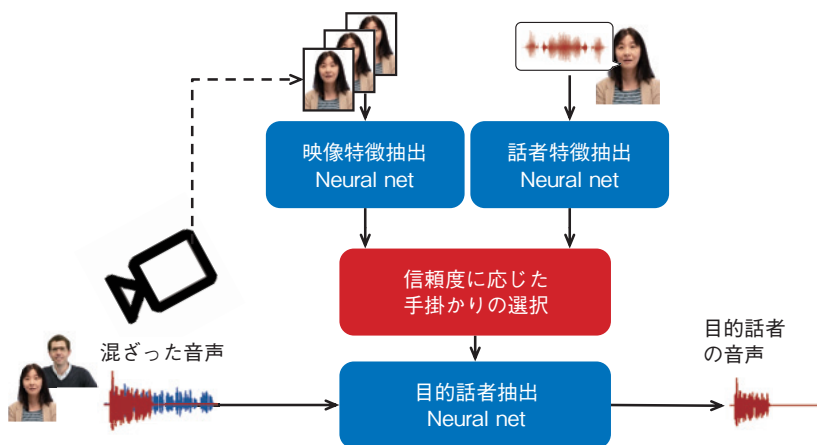 映像特徴抽出
Neural net
話者特徴抽出
Neural net
信頼度に応じた
手掛かりの選択
混ざった音声
目的話者
の音声
目的話者抽出
Neural net